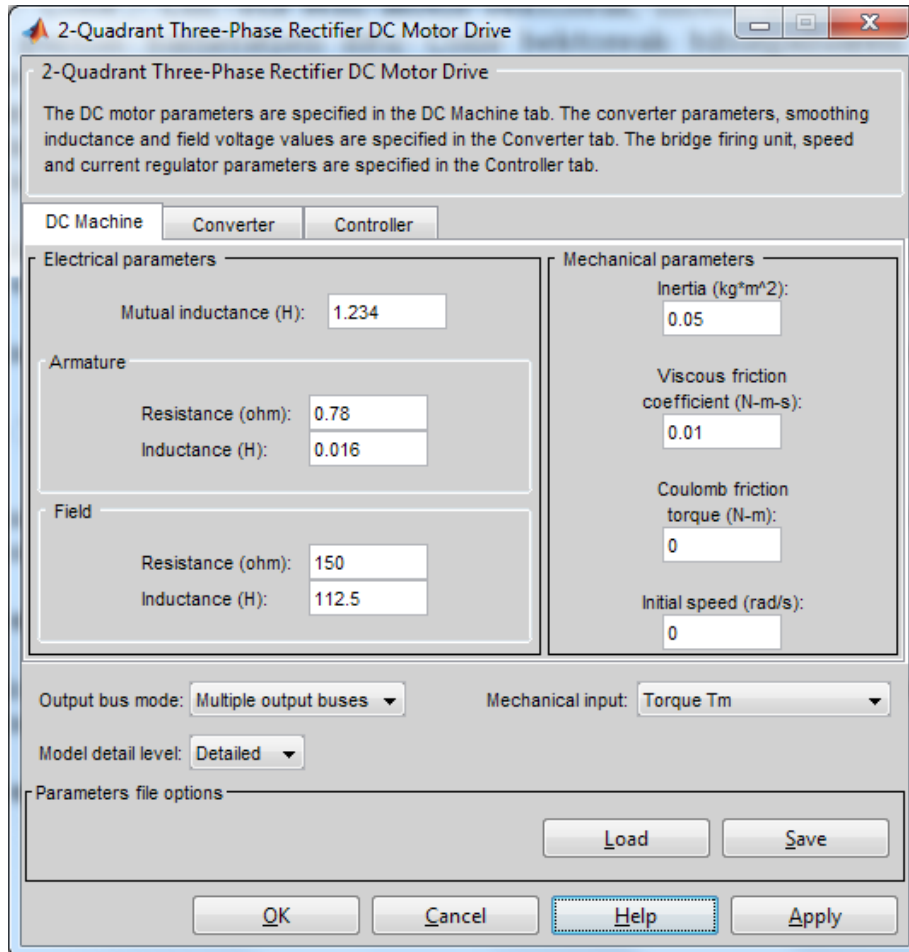 2-Quadrant Three-Phase Rectifier DC Motor Drive
2-Quadrant Three-Phase Rectifier DC Motor Drive
The DC motor parameters are specified in the DC Machine tab. The converter parameters, smoothing
inductance and field voltage values are specified in the Converter tab. The bridge firing unit, speed
and current regulator parameters are specified in the Controller tab.
DC Machine Converter Controller
Electrical parameters
Mutual inductance (H): 1.234
Armature
Resistance (ohm): 0.78
Inductance (H): 0.016
Field
Resistance (ohm): 150
Inductance (H): 112.5
Mechanical parameters
Inertia (kg*m^2):
0.05
Viscous friction
coefficient (N-m-s):
0.01
Coulomb friction
torque (N-m):
0
Initial speed (rad/s):
0
Output bus mode: Multiple output buses
Mechanical input: Torque Tm
Model detail level: Detailed
Parameters file options
Load Save
OK Cancel Help Apply